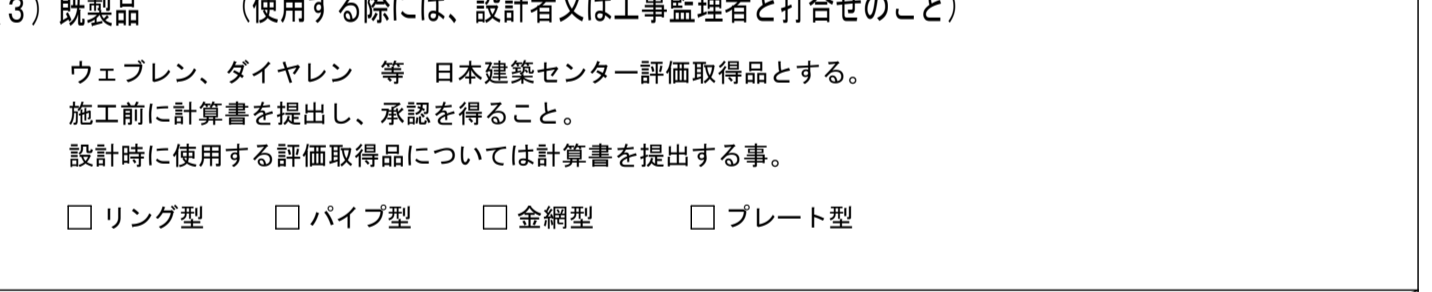 3）既製品　（使用する際には、設計者又は工事監理者と打合せのこと）
ウェブレン、ダイヤレン　等　日本建築センター評価取得品とする。
施工前に計算書を提出し、承認を得ること。
設計時に使用する評価取得品については計算書を提出する事。
□ リング型　□ パイプ型　□ 金網型　□ プレート型